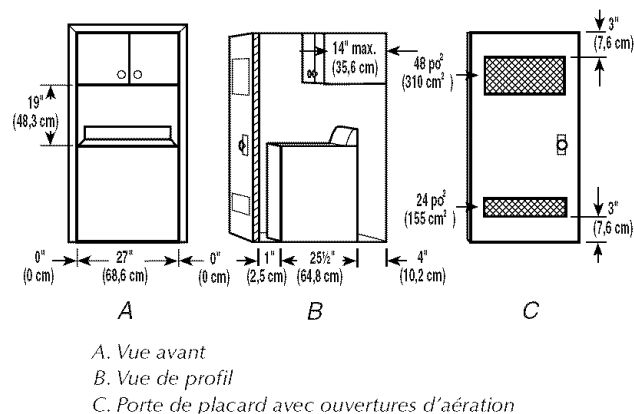 14" max.
(35,6 cm)
3"
(7,6 cm)
48 po²
(310 cm²)
19"
(48,3 cm)
24 po²
(155 cm²)
3"
(7,6 cm)
0"
(0 cm)
27"
(68,6 cm)
0"
(0 cm)
1"
(2,5 cm)
25½"
(64,8 cm)
4"
(10,2 cm)
A
B
C
A. Vue avant
B. Vue de profil
C. Porte de placard avec ouvertures d'aération